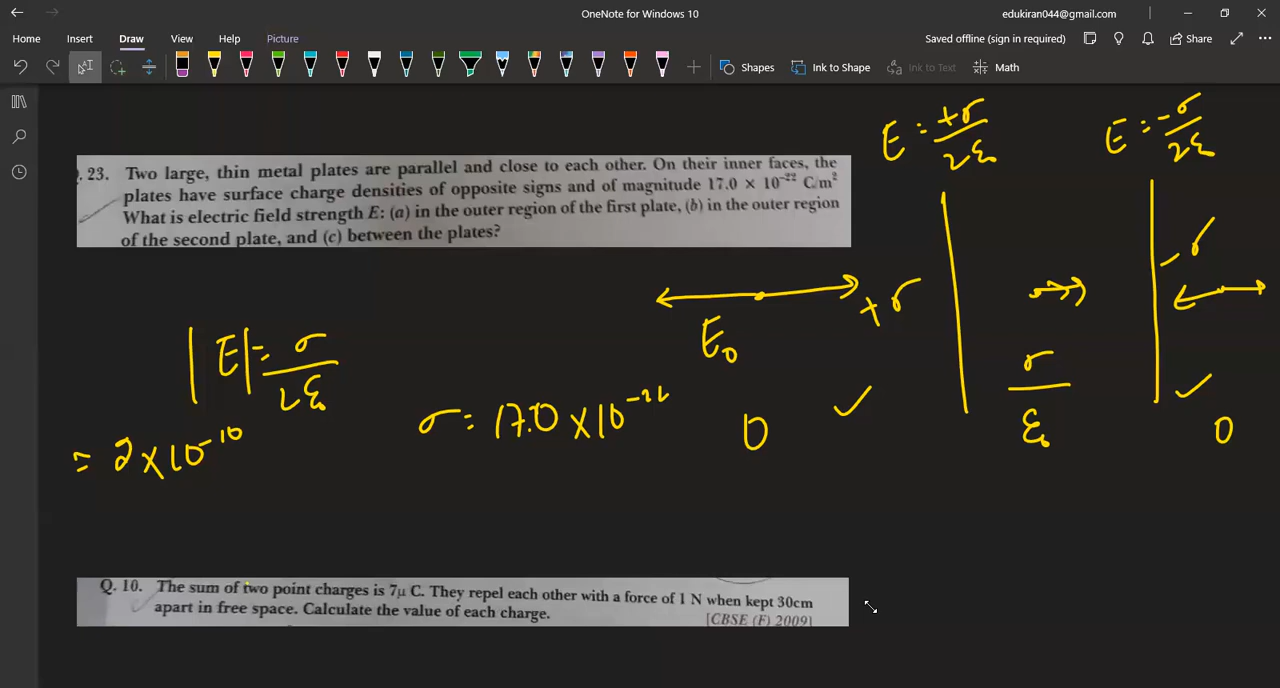 OneNote for Windows 10
edukiran044@gmail.com
Home Insert Draw View Help Picture
Saved offline (sign in required)
Share
Shapes
Ink to Shape
Ink to Text
Math
. 23. Two large, thin metal plates are parallel and close to each other. On their inner faces, the
plates have surface charge densities of opposite signs and of magnitude 17.0 × 10⁻²² C/m²
What is electric field strength E: (a) in the outer region of the first plate, (b) in the outer region
of the second plate, and (c) between the plates?
E = +σ/2ε₀
E = -σ/2ε₀
+σ
-σ
E₀
|E| = σ/2ε₀
σ/ε₀
σ = 17.0 × 10⁻²²
0
0
= 2 × 10⁻¹⁰
Q. 10. The sum of two point charges is 7μ C. They repel each other with a force of 1 N when kept 30cm
apart in free space. Calculate the value of each charge.
[CBSE (F) 2009]